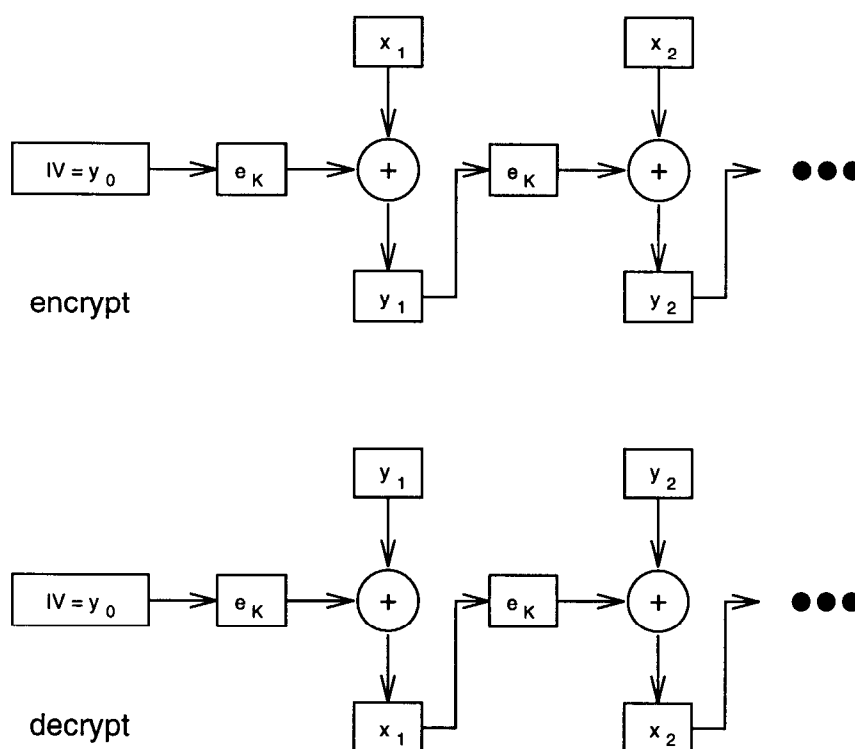 x 1 x 2
IV = y 0 e K + e K +
y 1 y 2
encrypt
y 1 y 2
IV = y 0 e K + e K +
x 1 x 2
decrypt